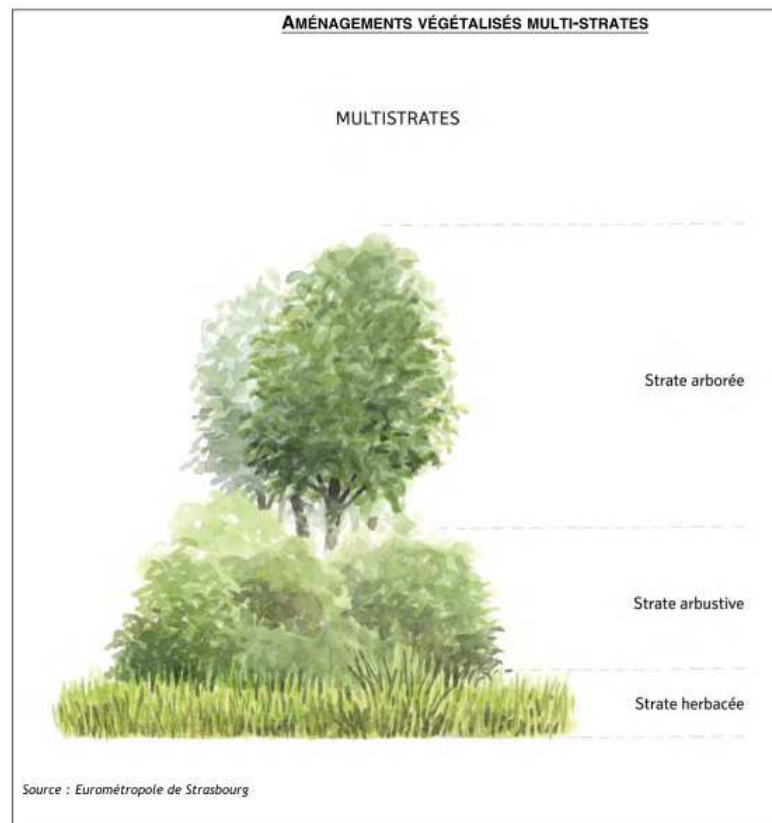 AMÉNAGEMENTS VÉGÉTALISÉS MULTI-STRATES
MULTISTRATES
Strate arborée
Strate arbustive
Strate herbacée
Source : Eurométropole de Strasbourg